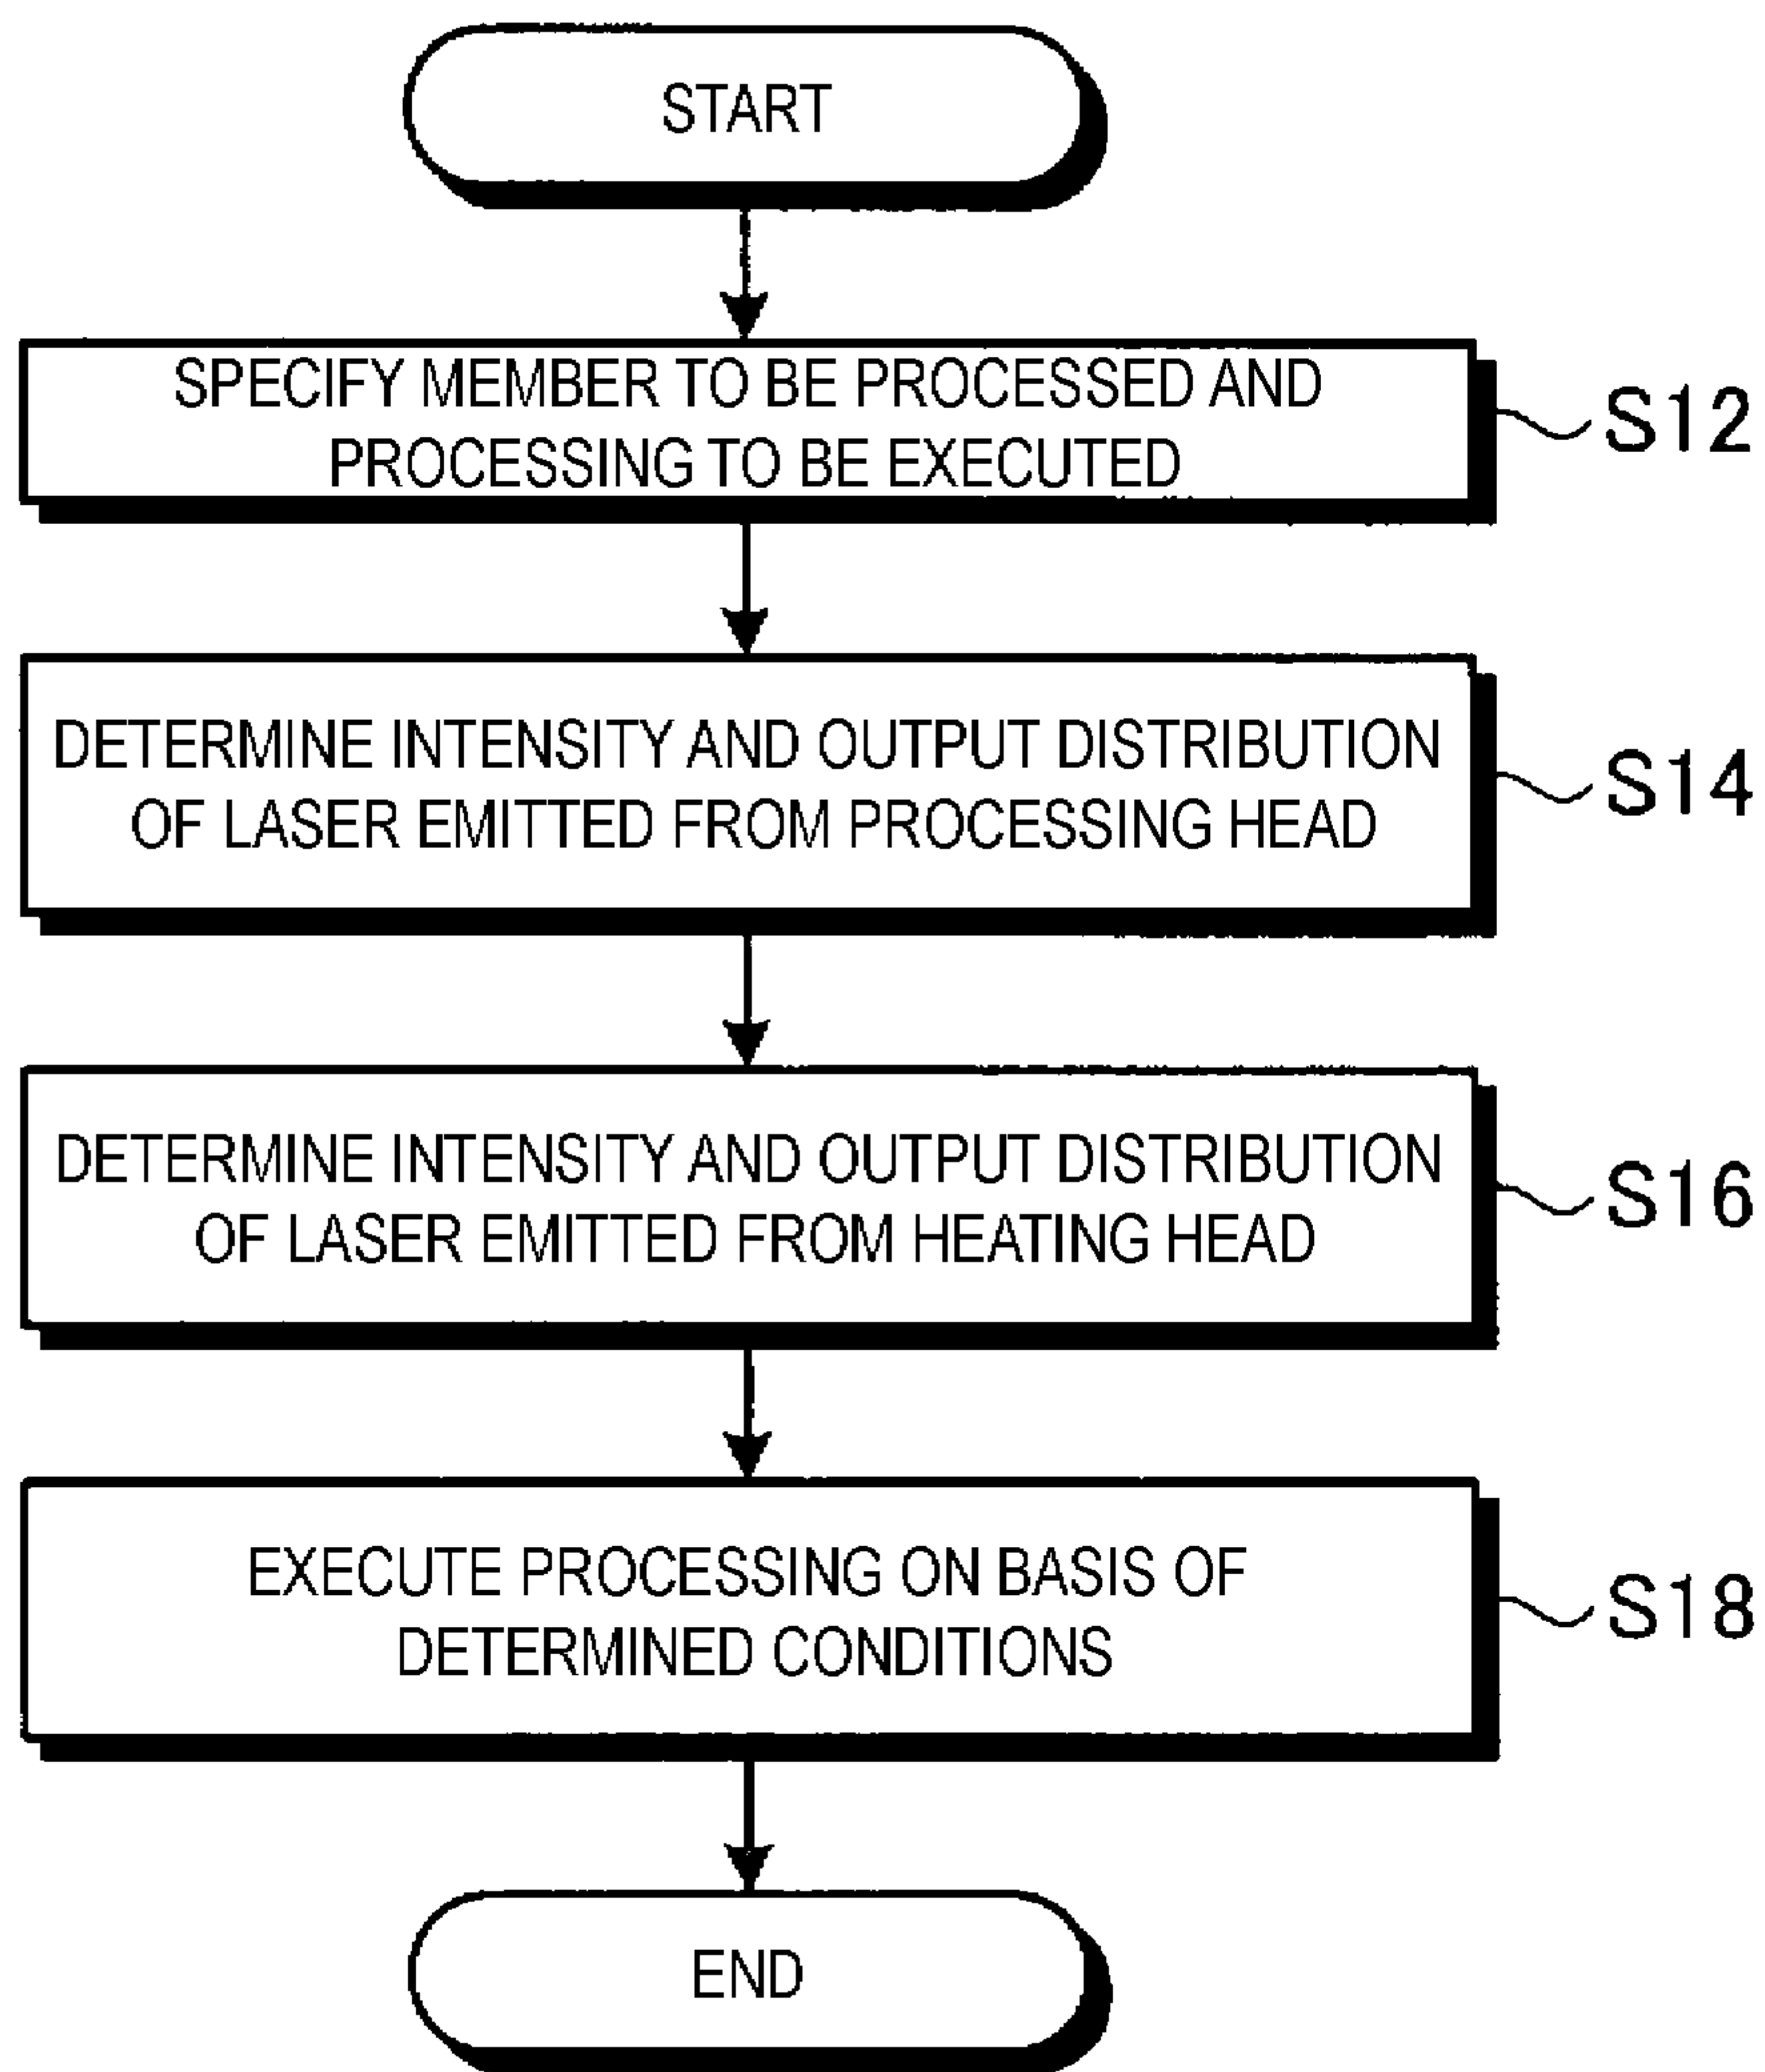 START
SPECIFY MEMBER TO BE PROCESSED AND
PROCESSING TO BE EXECUTED
S12
DETERMINE INTENSITY AND OUTPUT DISTRIBUTION
OF LASER EMITTED FROM PROCESSING HEAD
S14
DETERMINE INTENSITY AND OUTPUT DISTRIBUTION
OF LASER EMITTED FROM HEATING HEAD
S16
EXECUTE PROCESSING ON BASIS OF
DETERMINED CONDITIONS
S18
END